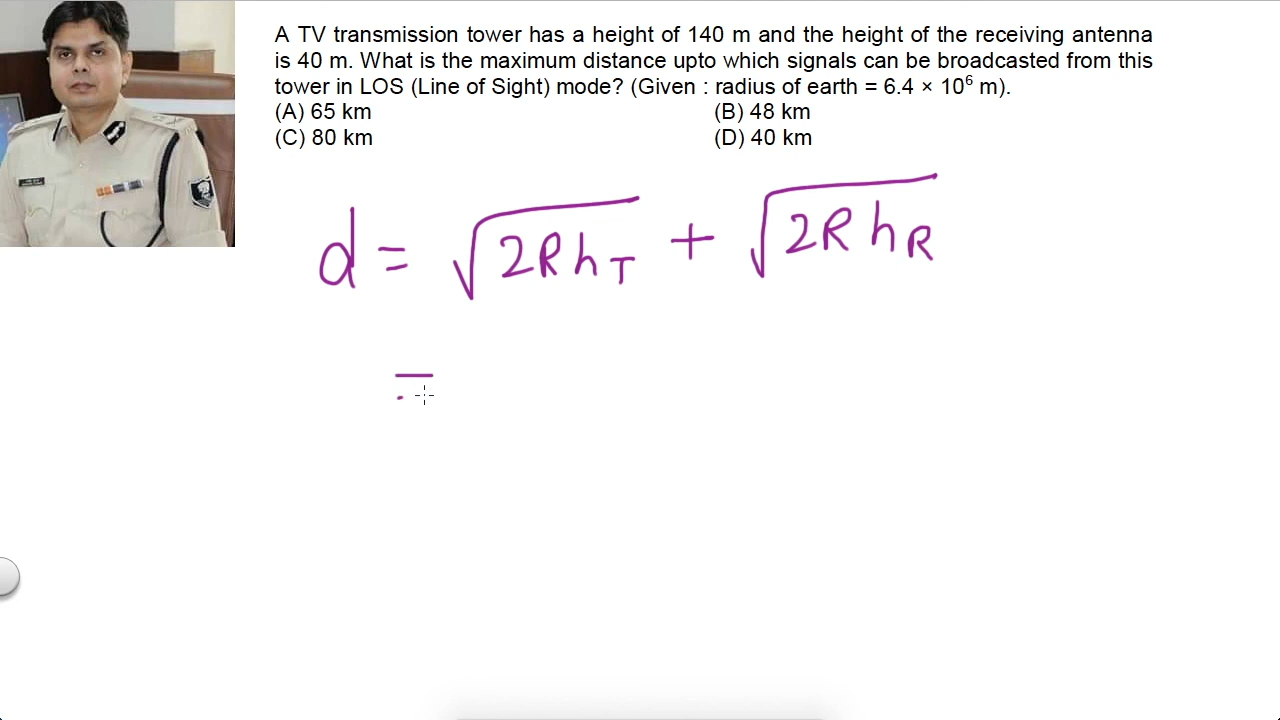 A TV transmission tower has a height of 140 m and the height of the receiving antenna
is 40 m. What is the maximum distance upto which signals can be broadcasted from this
tower in LOS (Line of Sight) mode? (Given : radius of earth = 6.4 × 10⁶ m).
(A) 65 km (B) 48 km
(C) 80 km (D) 40 km
d = √2Rh_T + √2Rh_R
=